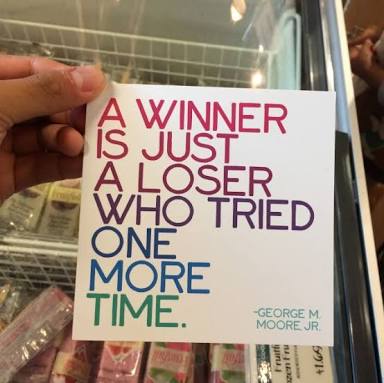 A WINNER
IS JUST
A LOSER
WHO TRIED
ONE
MORE
TIME.
-GEORGE M.
MOORE, JR.